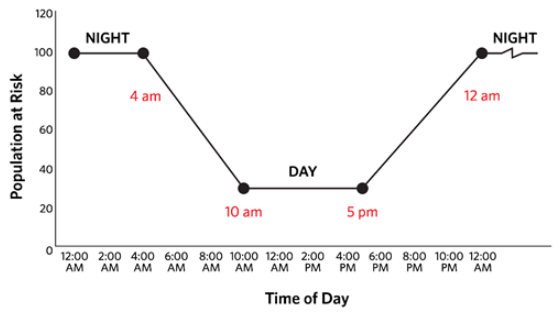 120
100
80
60
40
20
0
Population at Risk
NIGHT
NIGHT
4 am
12 am
DAY
10 am
5 pm
12:00 2:00 4:00 6:00 8:00 10:00 12:00 2:00 4:00 6:00 8:00 10:00 12:00
AM AM AM AM AM AM PM PM PM PM PM PM AM
Time of Day